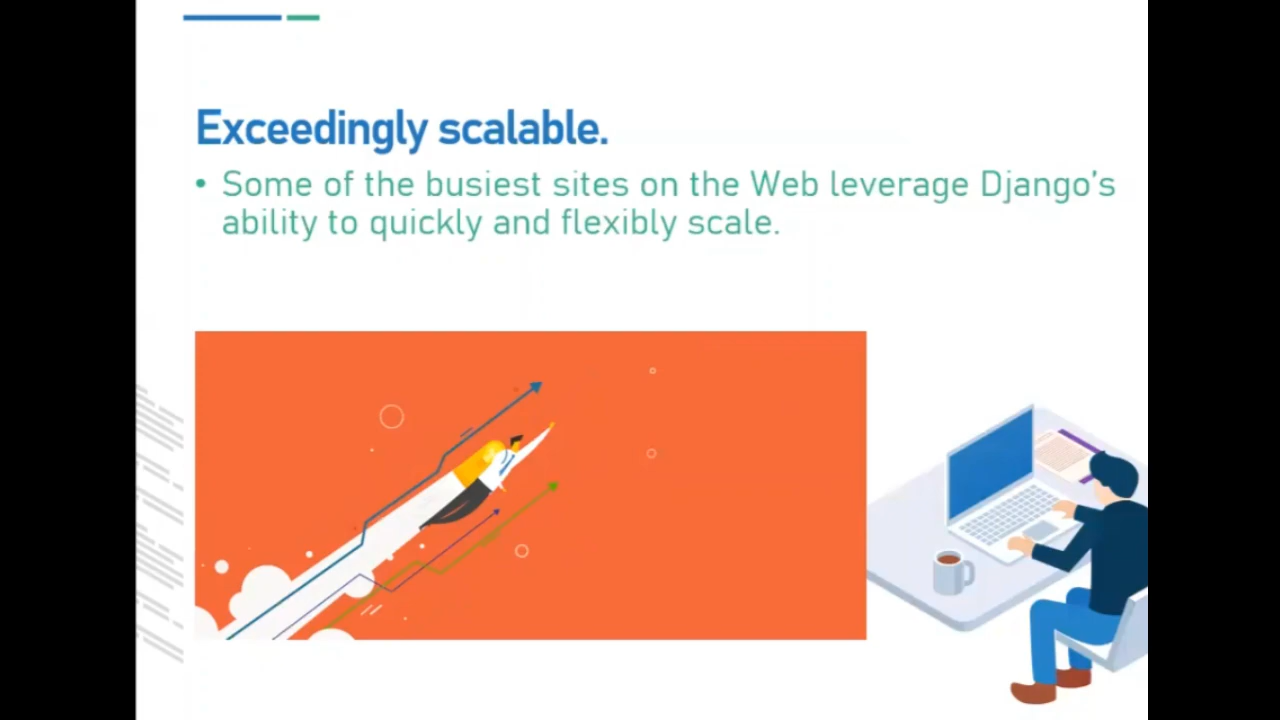 Exceedingly scalable.
• Some of the busiest sites on the Web leverage Django's
ability to quickly and flexibly scale.